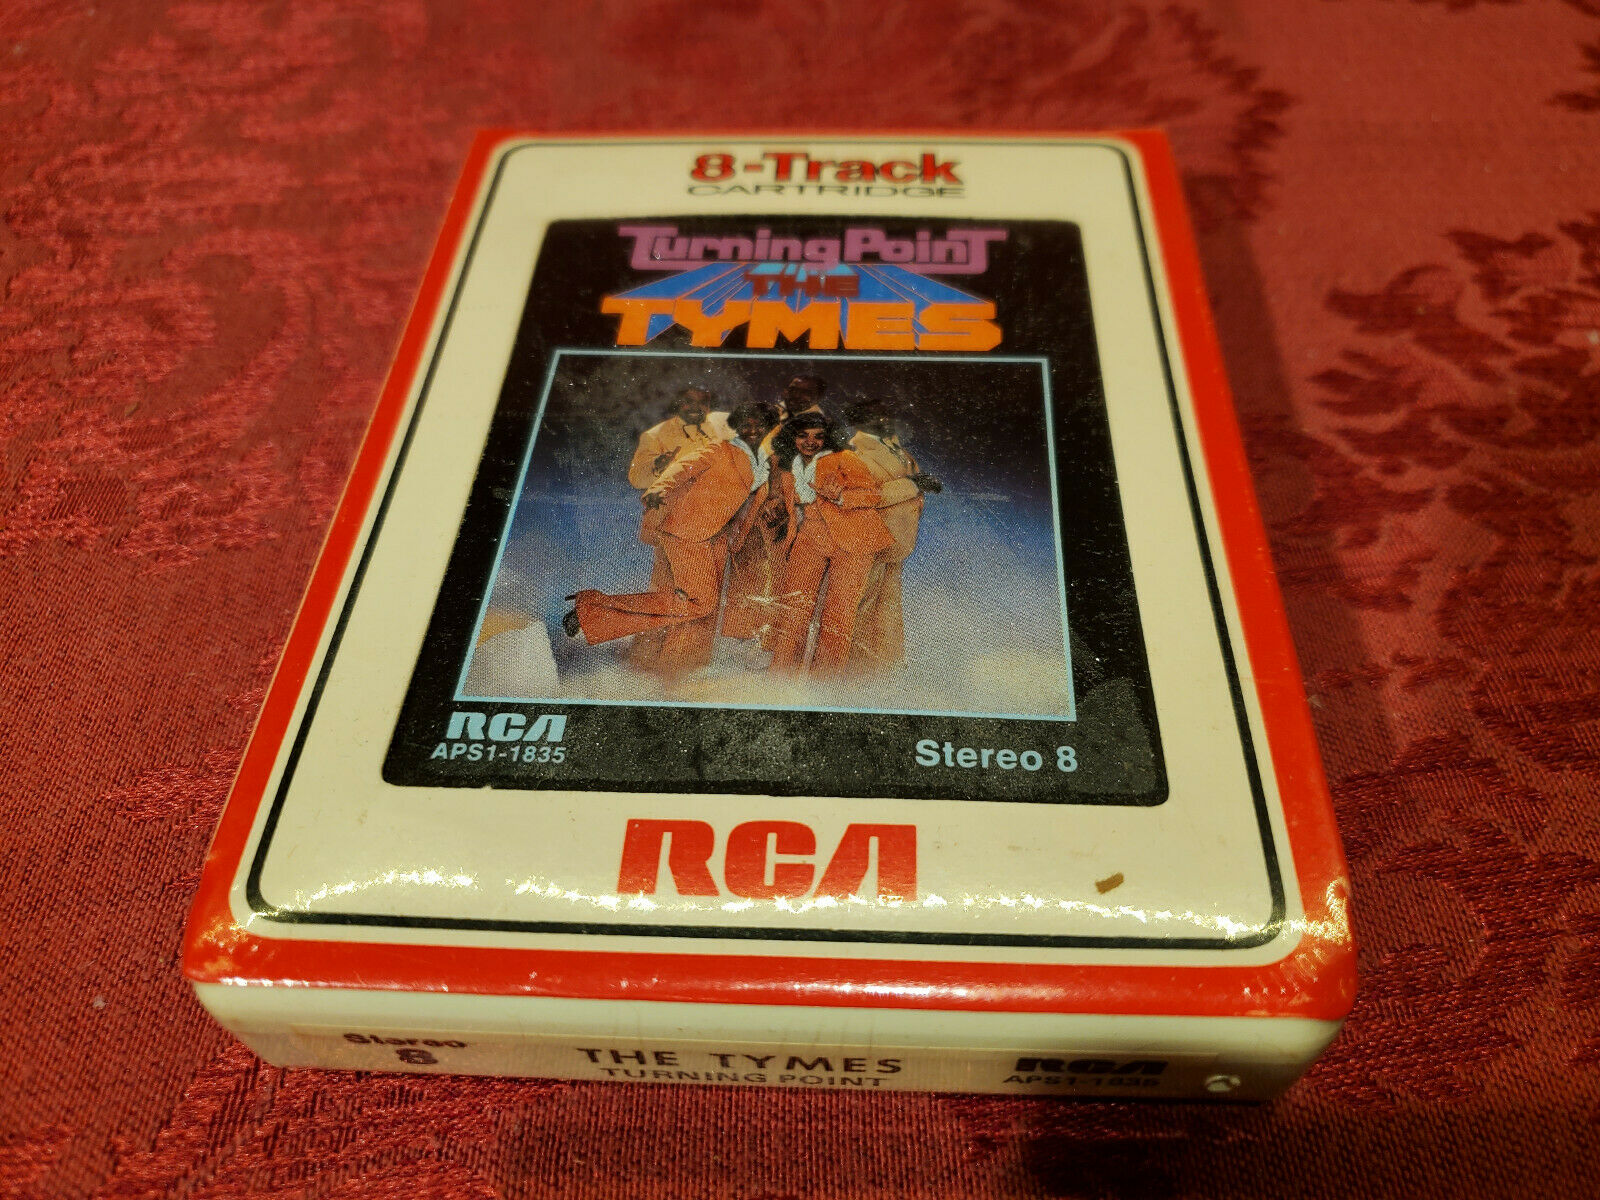 8-Track
CARTRIDGE
Turning Point
THE
TYMES
RCA
APS1-1835
Stereo 8
RCA
Stereo
8
THE TYMES
TURNING POINT
RCA
APS1-1835